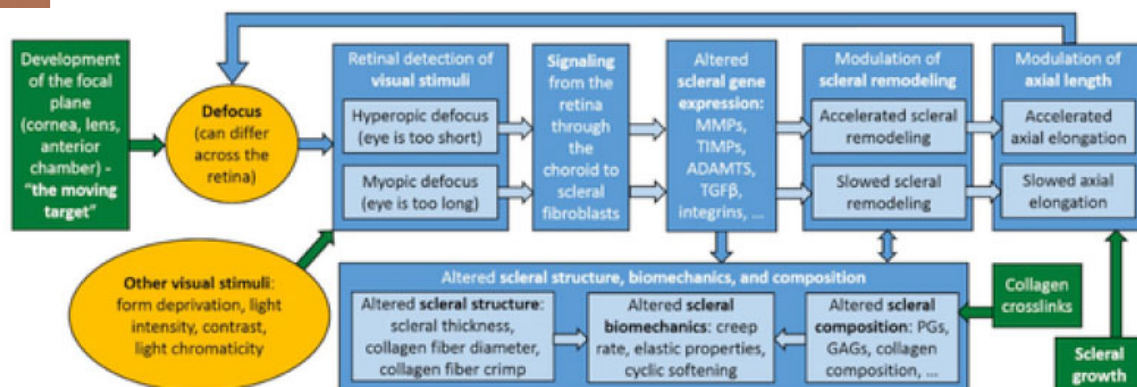 Development
of the focal
plane
(cornea, lens,
anterior
chamber) -
"the moving
target"
Defocus
(can differ
across the
retina)
Retinal detection of
visual stimuli
Hyperopic defocus
(eye is too short)
Myopic defocus
(eye is too long)
Signaling
from the
retina
through
the
choroid to
scleral
fibroblasts
Altered
scleral gene
expression:
MMPs,
TIMPs,
ADAMTS,
TGFβ,
integrins, ...
Modulation of
scleral remodeling
Accelerated scleral
remodeling
Slowed scleral
remodeling
Modulation of
axial length
Accelerated
axial elongation
Slowed axial
elongation
Other visual stimuli:
form deprivation, light
intensity, contrast,
light chromaticity
Altered scleral structure, biomechanics, and composition
Altered scleral structure:
scleral thickness,
collagen fiber diameter,
collagen fiber crimp
Altered scleral
biomechanics: creep
rate, elastic properties,
cyclic softening
Altered scleral
composition: PGs,
GAGs, collagen
composition, ...
Collagen
crosslinks
Scleral
growth